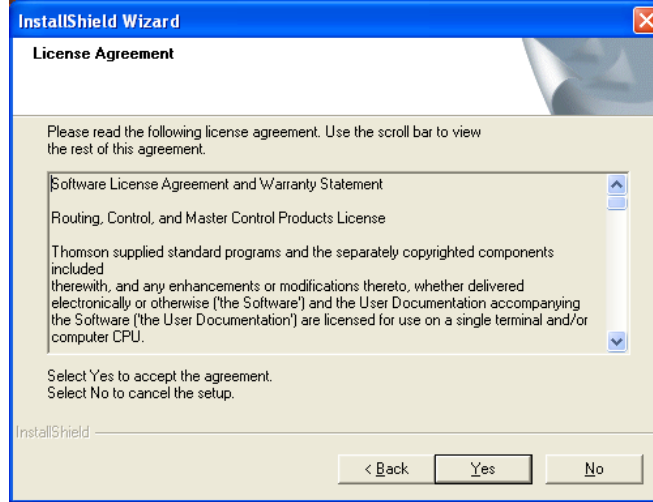 InstallShield Wizard
License Agreement
Please read the following license agreement. Use the scroll bar to view
the rest of this agreement.
Software License Agreement and Warranty Statement
Routing, Control, and Master Control Products License
Thomson supplied standard programs and the separately copyrighted components
included
therewith, and any enhancements or modifications thereto, whether delivered
electronically or otherwise ('the Software') and the User Documentation accompanying
the Software ('the User Documentation') are licensed for use on a single terminal and/or
computer CPU.
Select Yes to accept the agreement.
Select No to cancel the setup.
InstallShield
< Back Yes No